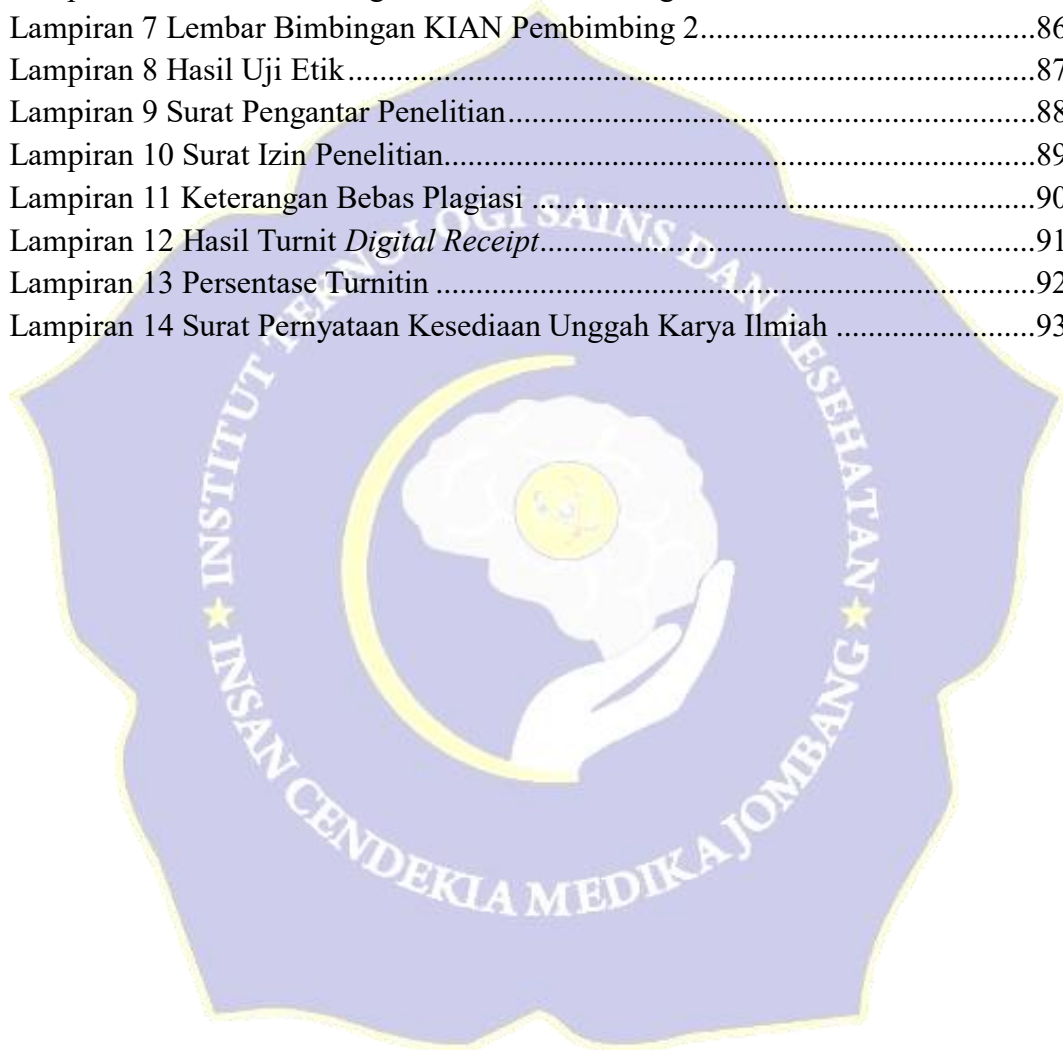 Lampiran 7 Lembar Bimbingan KIAN Pembimbing 2.....................................86
Lampiran 8 Hasil Uji Etik.....................................87
Lampiran 9 Surat Pengantar Penelitian.....................................88
Lampiran 10 Surat Izin Penelitian.....................................89
Lampiran 11 Keterangan Bebas Plagiasi .....................................90
Lampiran 12 Hasil Turnit Digital Receipt.....................................91
Lampiran 13 Persentase Turnitin .....................................92
Lampiran 14 Surat Pernyataan Kesediaan Unggah Karya Ilmiah .........................93
INSTITUT TEKNOLOGI SAINS DAN KESEHATAN
INSAN CENDEKIA MEDIKA JOMBANG